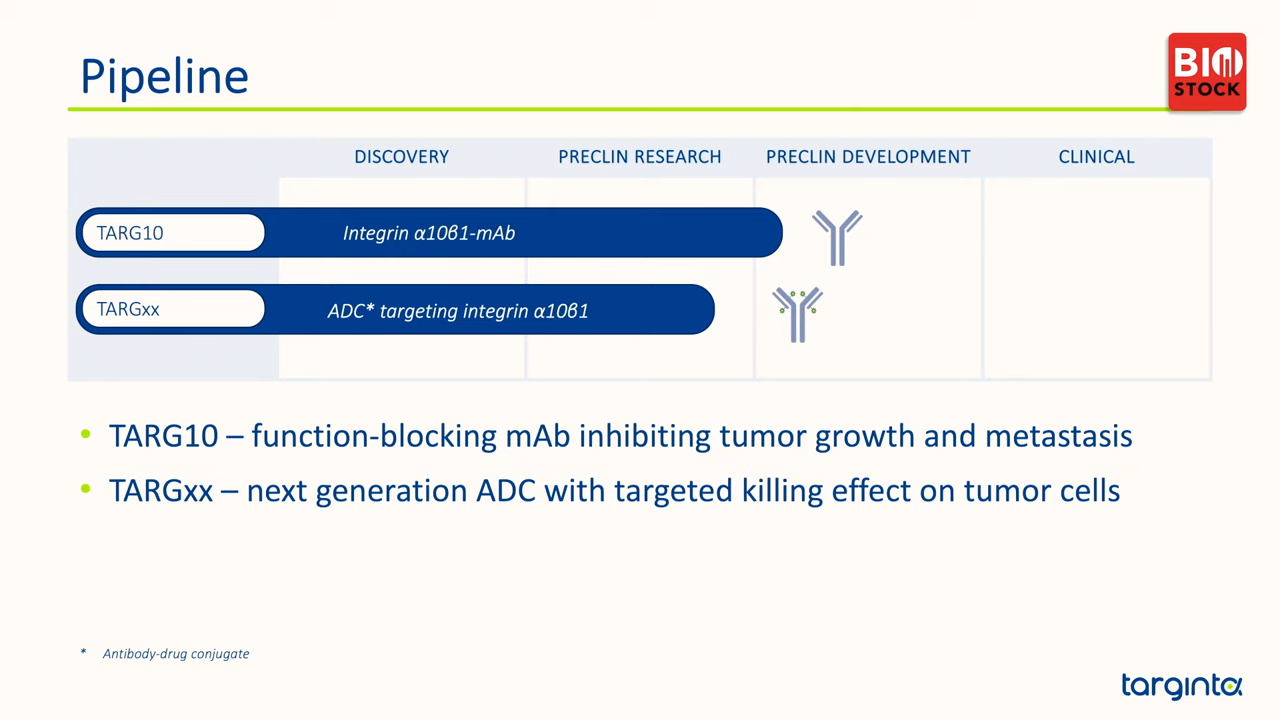 Pipeline
BIO
STOCK
DISCOVERY PRECLIN RESEARCH PRECLIN DEVELOPMENT CLINICAL
TARG10 Integrin α10β1-mAb
TARGxx ADC* targeting integrin α10β1
• TARG10 – function-blocking mAb inhibiting tumor growth and metastasis
• TARGxx – next generation ADC with targeted killing effect on tumor cells
* Antibody-drug conjugate
targinta